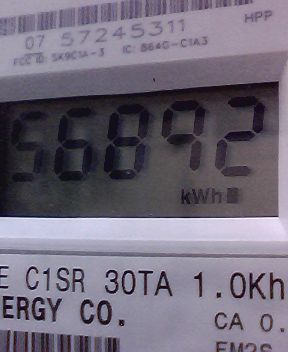 07 57245311
HPP
FCC ID: SK9C1A-3 IC: 864G-C1A3
56892
kWh
E C1SR 30TA 1.0Kh
ERGY CO.
CA 0.
EM2S